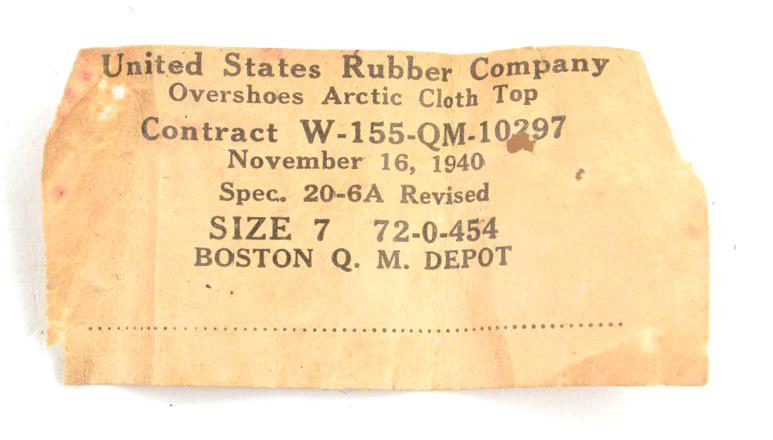 United States Rubber Company
Overshoes Arctic Cloth Top
Contract W-155-QM-10297
November 16, 1940
Spec. 20-6A Revised
SIZE 7 72-0-454
BOSTON Q. M. DEPOT